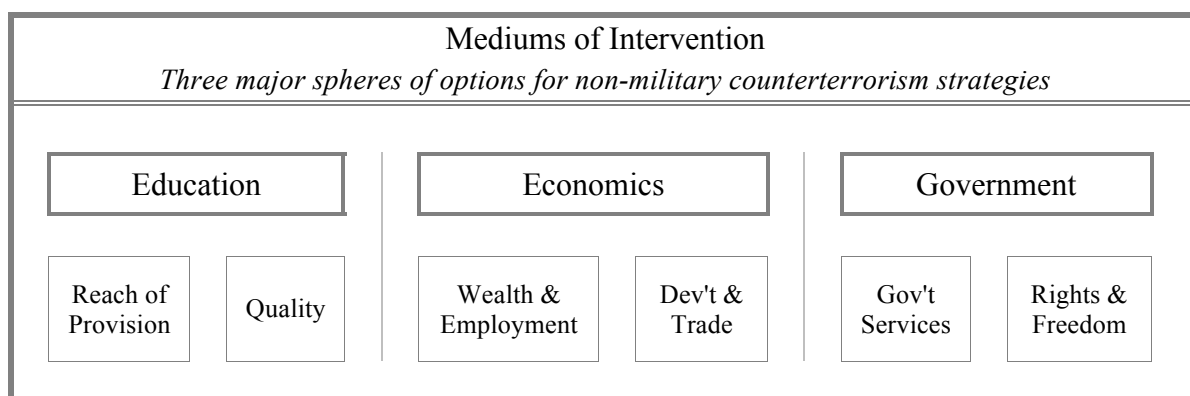 Mediums of Intervention
Three major spheres of options for non-military counterterrorism strategies
Education
Economics
Government
Reach of
Provision
Quality
Wealth &
Employment
Dev't &
Trade
Gov't
Services
Rights &
Freedom